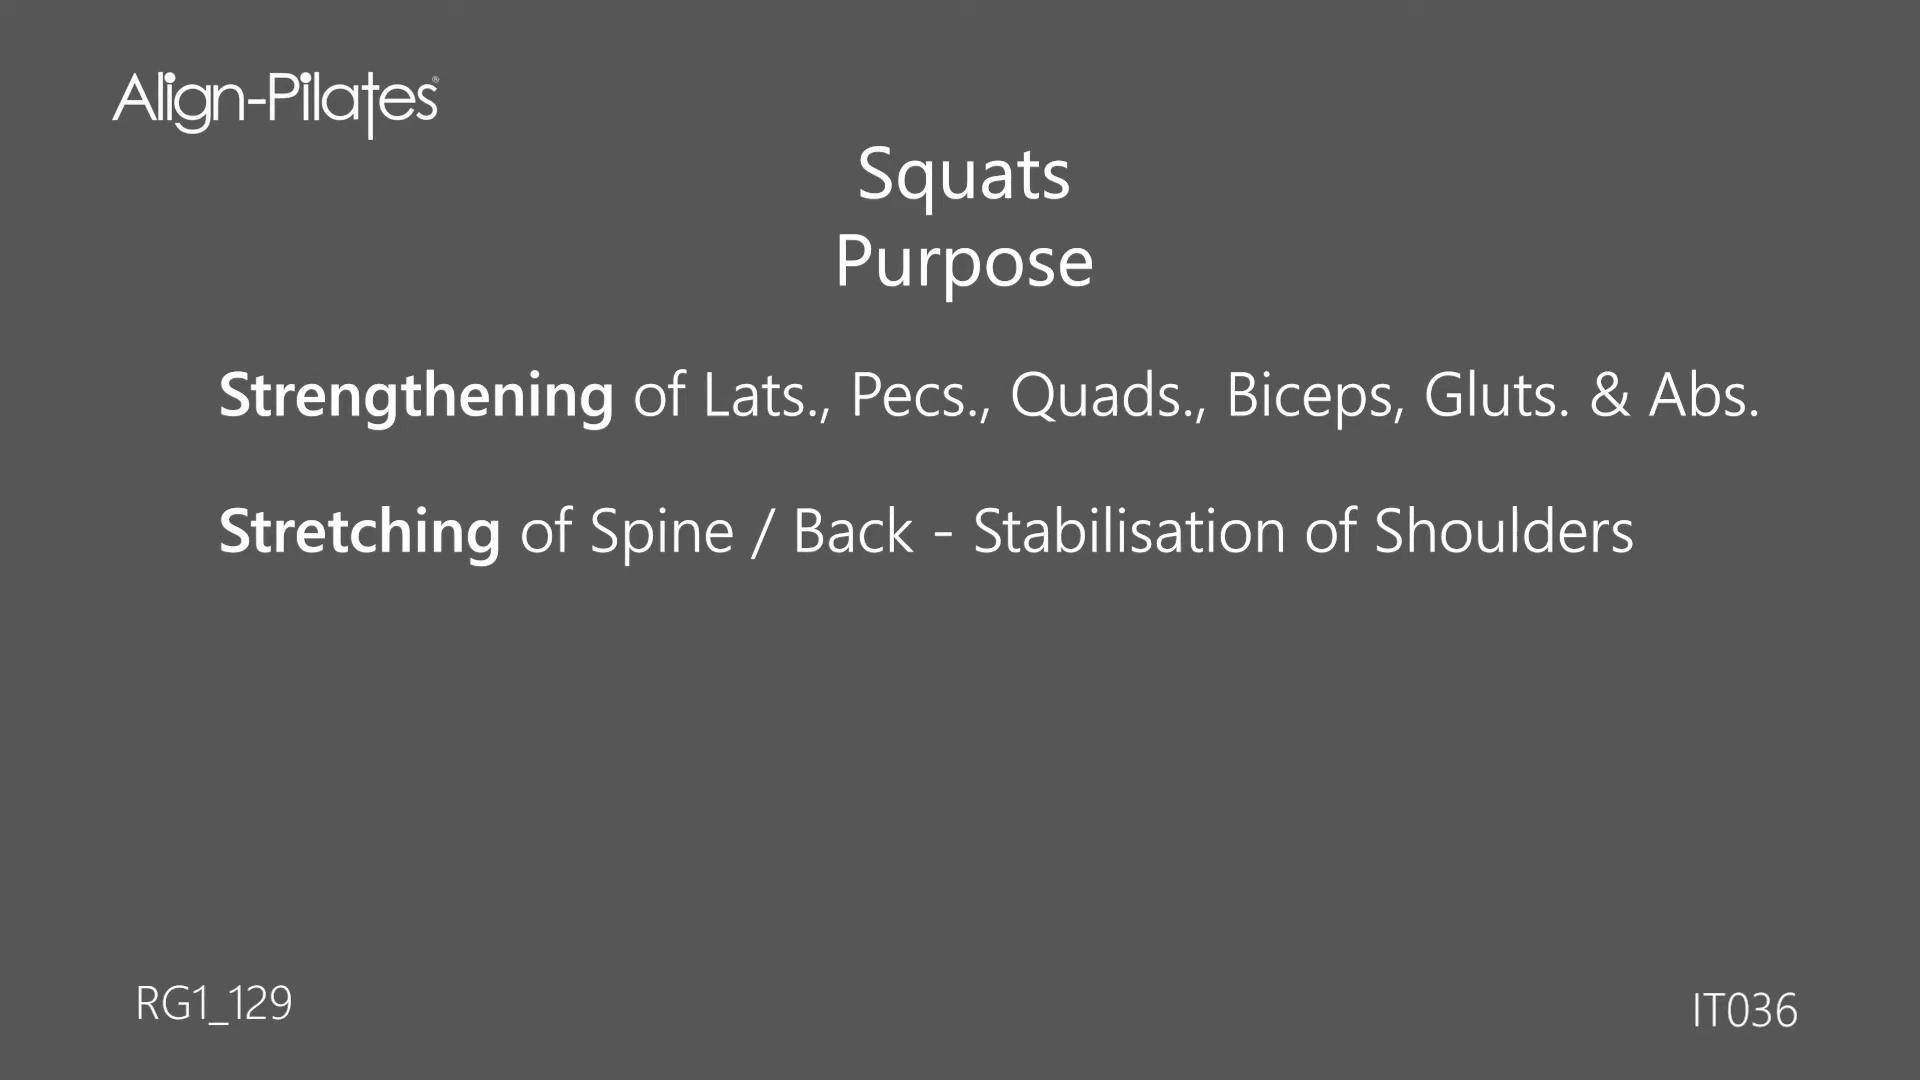 Align-Pilates®
Squats
Purpose
Strengthening of Lats., Pecs., Quads., Biceps, Gluts. & Abs.
Stretching of Spine / Back - Stabilisation of Shoulders
RG1_129
IT036